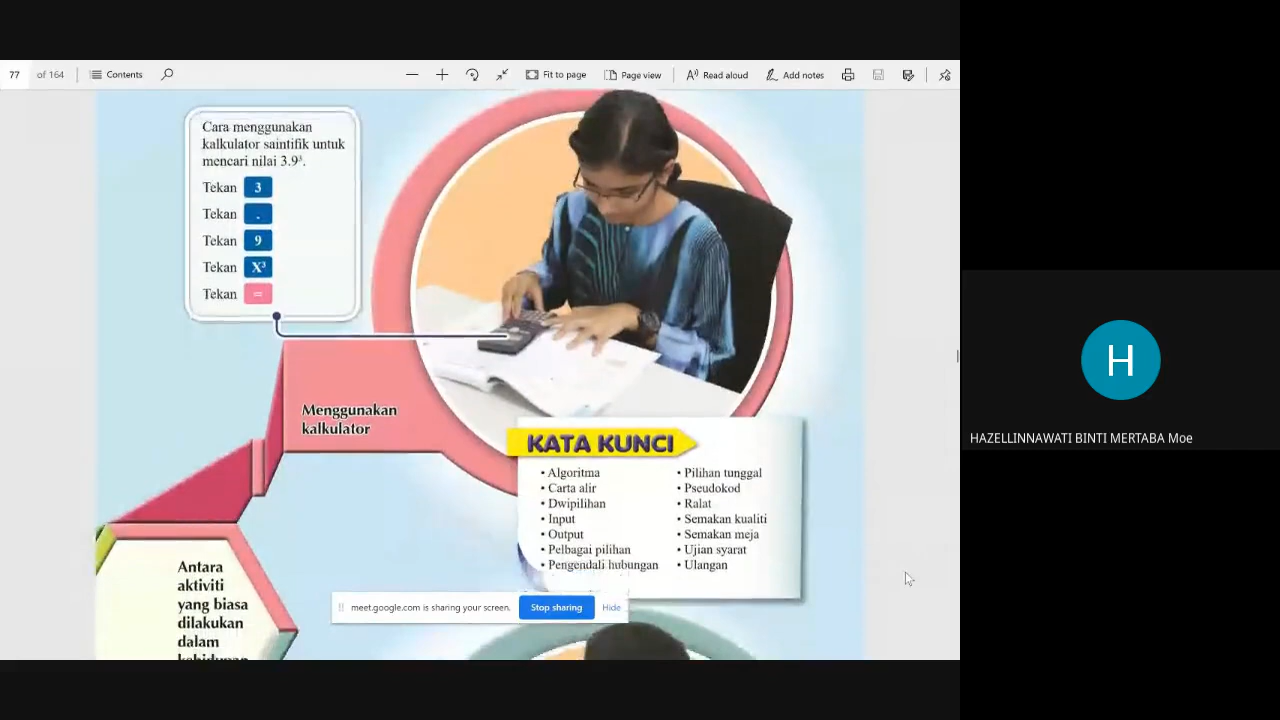 77 of 164 Contents Fit to page Page view Read aloud Add notes
Cara menggunakan
kalkulator saintifik untuk
mencari nilai 3.9³.
Tekan 3
Tekan .
Tekan 9
Tekan X³
Tekan =
Menggunakan
kalkulator
KATA KUNCI
• Algoritma
• Carta alir
• Dwipilihan
• Input
• Output
• Pelbagai pilihan
• Pengendali hubungan
• Pilihan tunggal
• Pseudokod
• Ralat
• Semakan kualiti
• Semakan meja
• Ujian syarat
• Ulangan
Antara
aktiviti
yang biasa
dilakukan
dalam
kehidupan
meet.google.com is sharing your screen. Stop sharing Hide
H
HAZELLINNAWATI BINTI MERTABA Moe